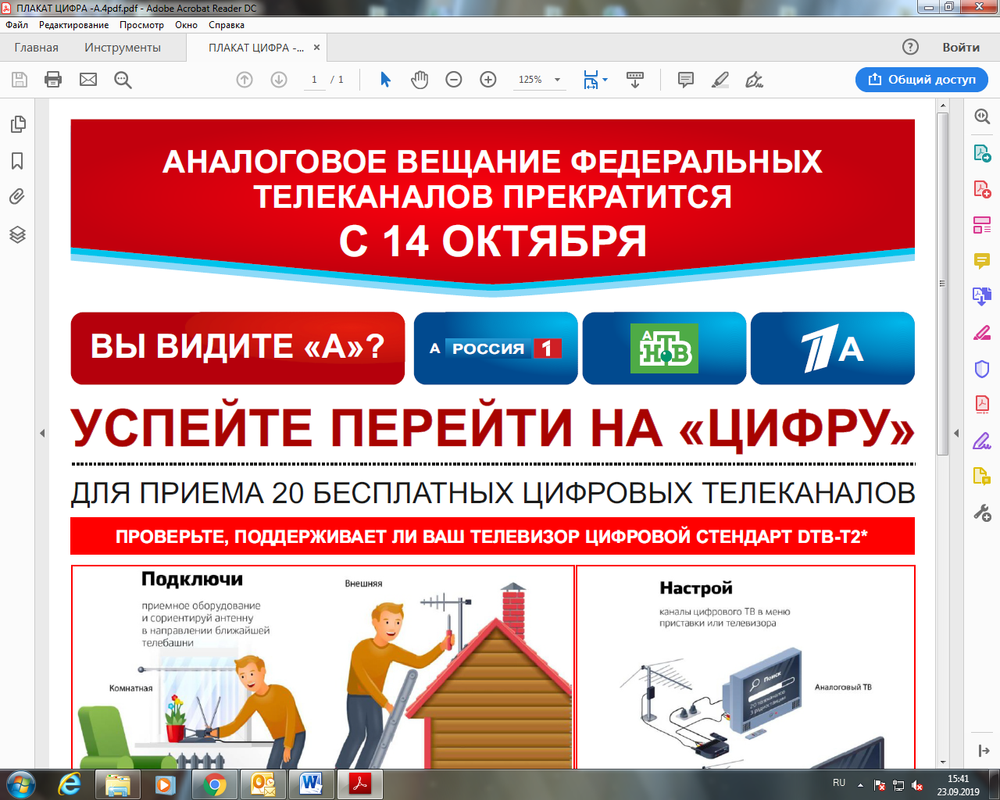 ПЛАКАТ ЦИФРА -А.4pdf.pdf - Adobe Acrobat Reader DC
Файл Редактирование Просмотр Окно Справка
Главная Инструменты ПЛАКАТ ЦИФРА -... × Войти
1 / 1 125% Общий доступ
АНАЛОГОВОЕ ВЕЩАНИЕ ФЕДЕРАЛЬНЫХ
ТЕЛЕКАНАЛОВ ПРЕКРАТИТСЯ
С 14 ОКТЯБРЯ
ВЫ ВИДИТЕ «А»? А РОССИЯ 1 А НТВ 1 А
УСПЕЙТЕ ПЕРЕЙТИ НА «ЦИФРУ»
ДЛЯ ПРИЕМА 20 БЕСПЛАТНЫХ ЦИФРОВЫХ ТЕЛЕКАНАЛОВ
ПРОВЕРЬТЕ, ПОДДЕРЖИВАЕТ ЛИ ВАШ ТЕЛЕВИЗОР ЦИФРОВОЙ СТЕНДАРТ DTB-T2*
Подключи
приемное оборудование
и сориентируй антенну
в направлении ближайшей
телебашни
Внешняя
Комнатная
Настрой
каналы цифрового ТВ в меню
приставки или телевизора
Поиск
20 телеканалов
3 радиостанции
Аналоговый ТВ
RU 15:41
23.09.2019